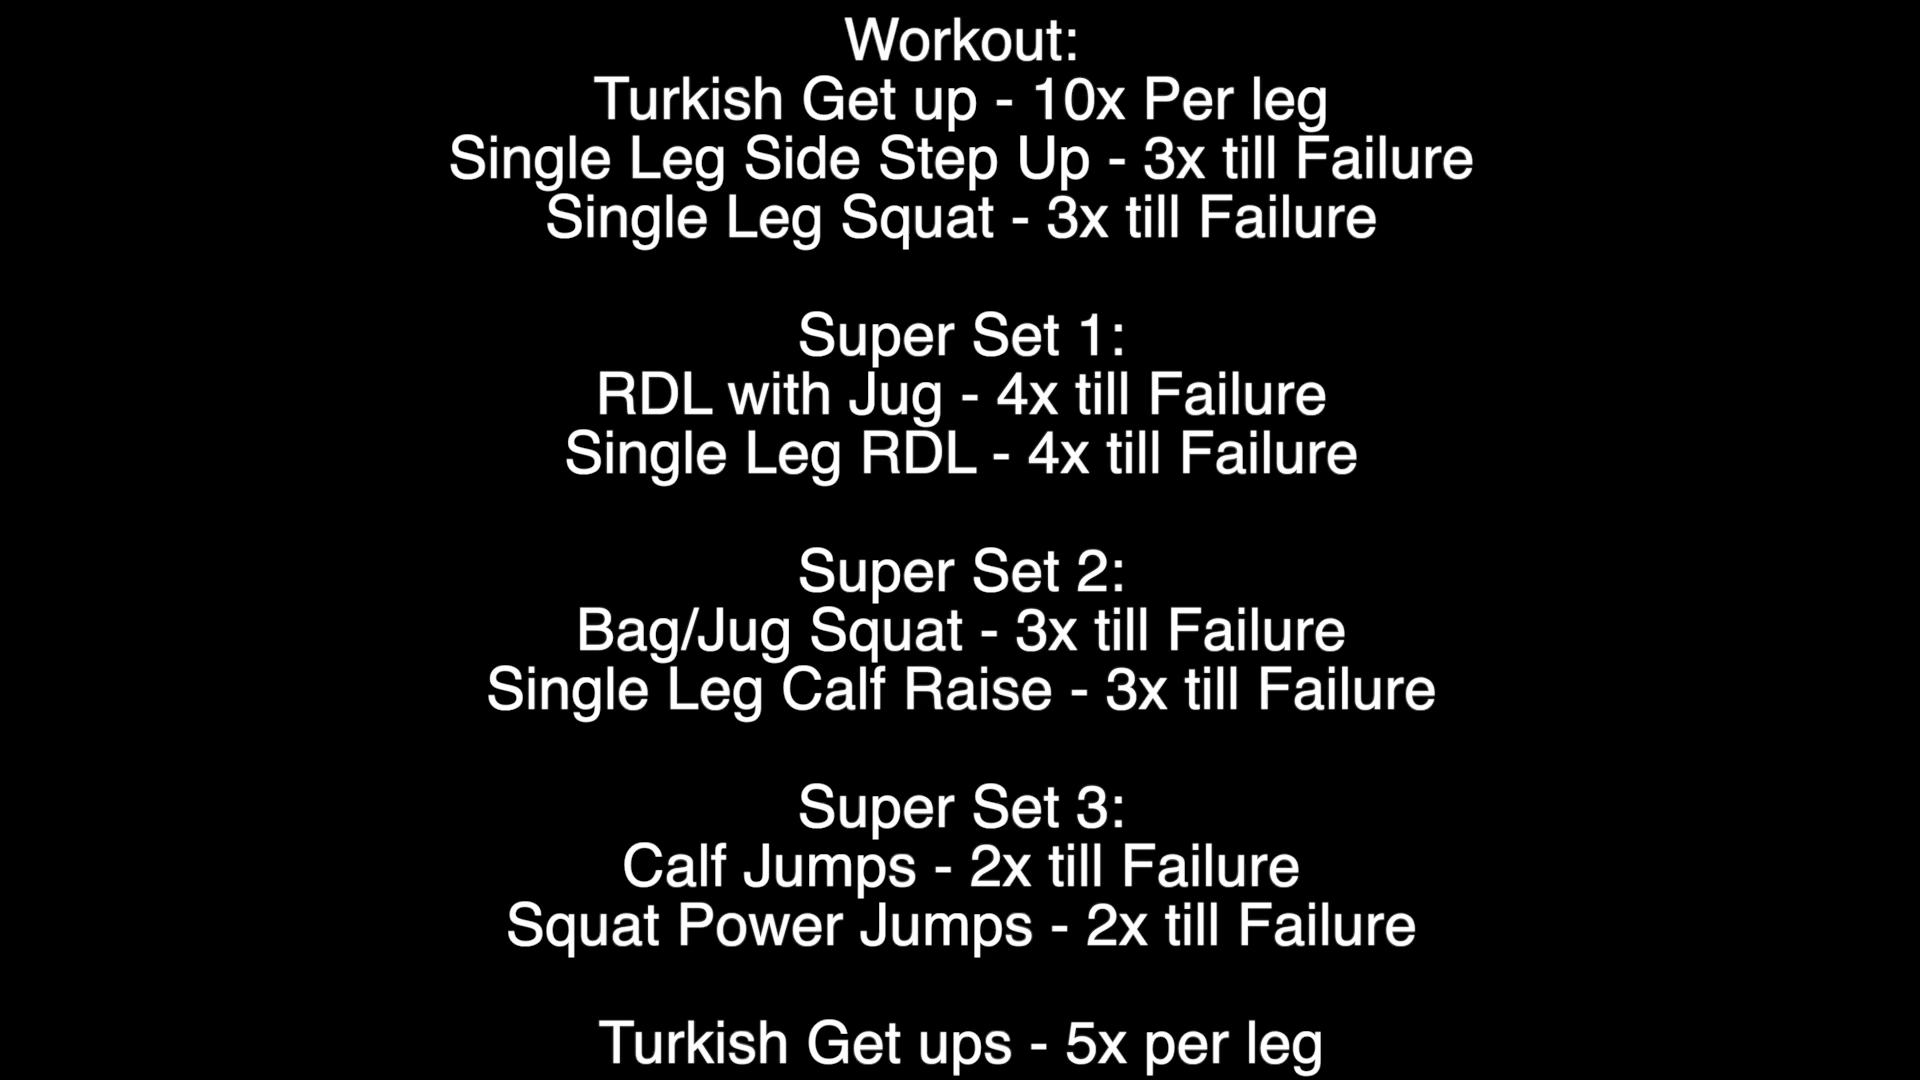 Workout:
Turkish Get up - 10x Per leg
Single Leg Side Step Up - 3x till Failure
Single Leg Squat - 3x till Failure
Super Set 1:
RDL with Jug - 4x till Failure
Single Leg RDL - 4x till Failure
Super Set 2:
Bag/Jug Squat - 3x till Failure
Single Leg Calf Raise - 3x till Failure
Super Set 3:
Calf Jumps - 2x till Failure
Squat Power Jumps - 2x till Failure
Turkish Get ups - 5x per leg